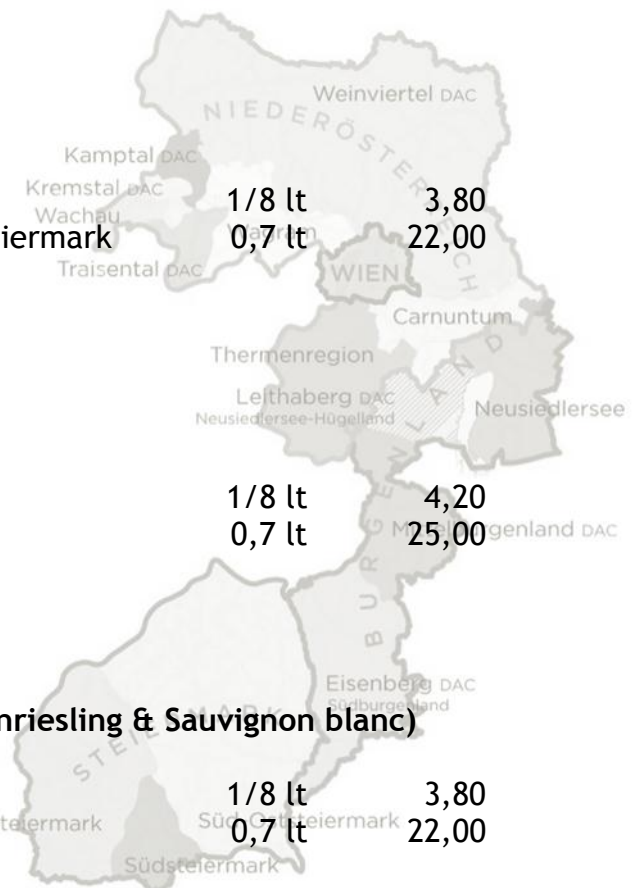 Weinviertel DAC
NIEDERÖSTERREICH
Kamptal DAC
Kremstal DAC
1/8 lt 3,80
Wachau
iermark 0,7 lt 22,00
Wagram
Traisental DAC
WIEN
Carnuntum
Thermenregion
Leithaberg DAC
Neusiedlersee-Hügelland
Neusiedlersee
BURGENLAND
1/8 lt 4,20
0,7 lt 25,00
Mittelburgenland DAC
Eisenberg DAC
Südburgenland
nriesling & Sauvignon blanc)
STEIERMARK
1/8 lt 3,80
teiermark
Süd-Oststeiermark
0,7 lt 22,00
Südsteiermark